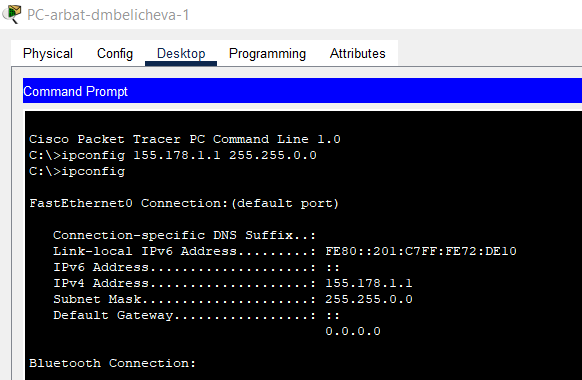 PC-arbat-dmbelicheva-1
Physical Config Desktop Programming Attributes
Command Prompt
Cisco Packet Tracer PC Command Line 1.0
C:\>ipconfig 155.178.1.1 255.255.0.0
C:\>ipconfig
FastEthernet0 Connection:(default port)
Connection-specific DNS Suffix..:
Link-local IPv6 Address.........: FE80::201:C7FF:FE72:DE10
IPv6 Address....................: ::
IPv4 Address....................: 155.178.1.1
Subnet Mask.....................: 255.255.0.0
Default Gateway.................: ::
0.0.0.0
Bluetooth Connection: